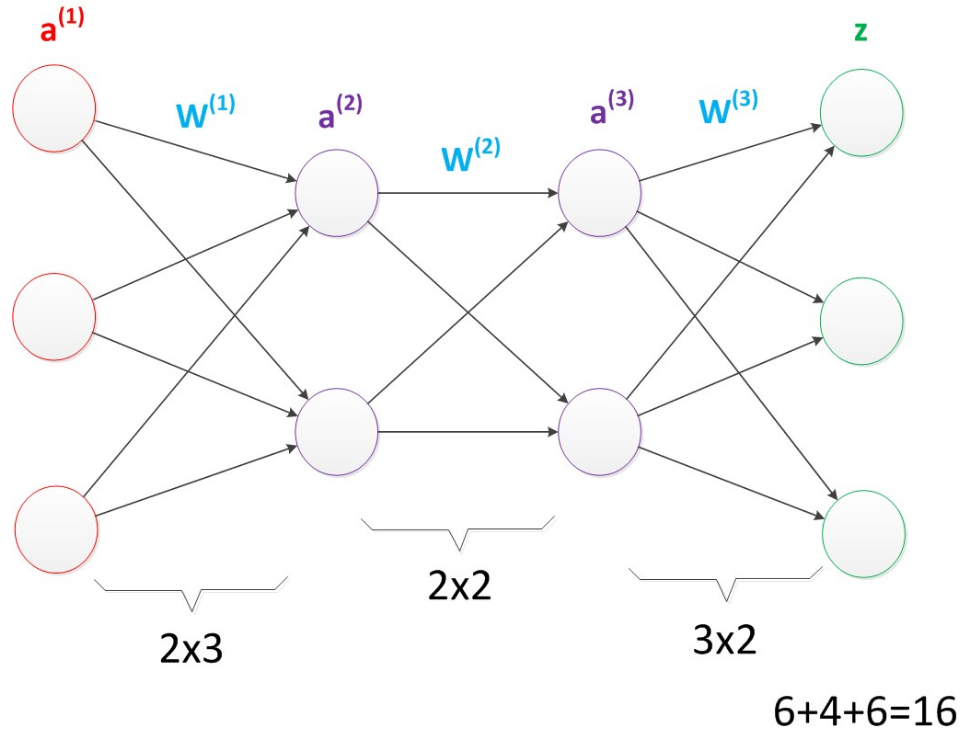 a(1)
z
W(1)
a(2)
a(3)
W(3)
W(2)
2x2
2x3
3x2
6+4+6=16